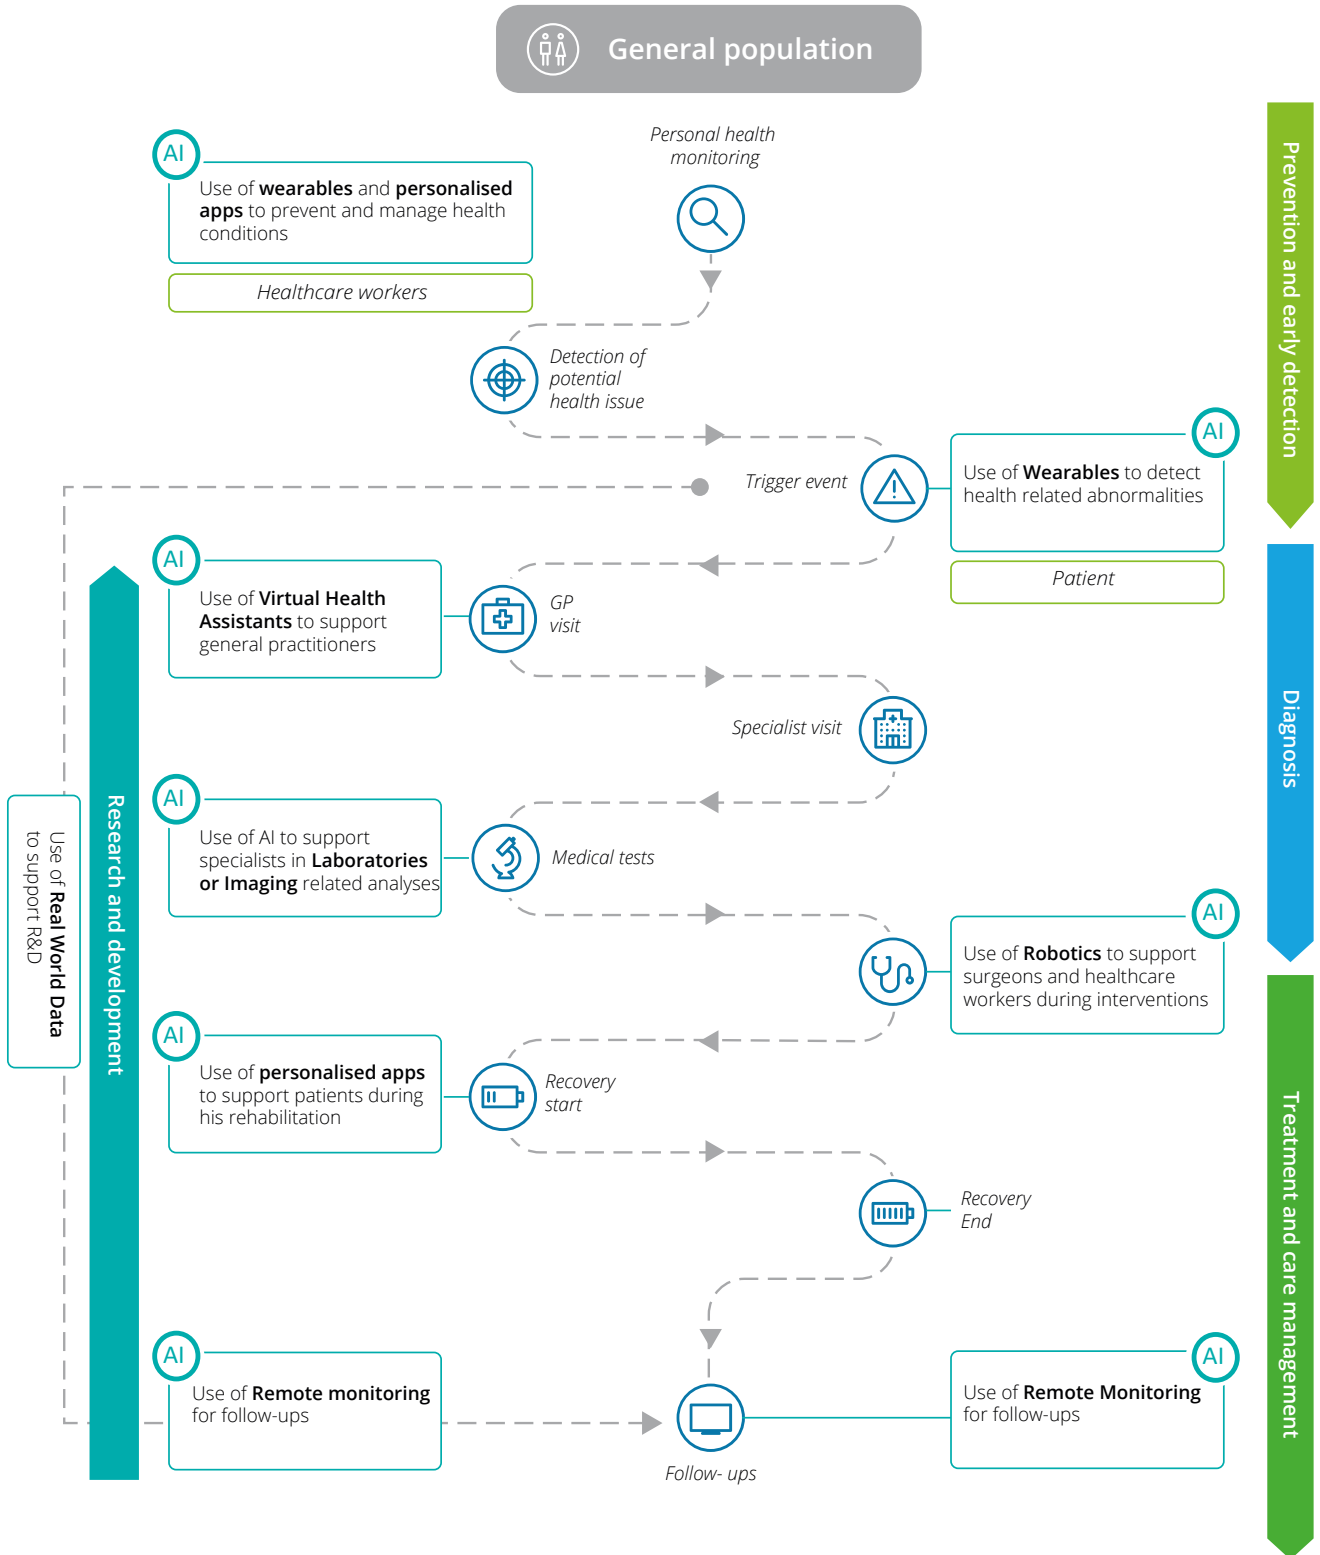 General population
Personal health
monitoring
AI
Use of wearables and personalised
apps to prevent and manage health
conditions
Healthcare workers
Prevention and early detection
Detection of
potential
health issue
AI
Trigger event
Use of Wearables to detect
health related abnormalities
Patient
AI
Use of Virtual Health
Assistants to support
general practitioners
GP
visit
Diagnosis
Specialist visit
AI
Use of AI to support
specialists in Laboratories
or Imaging related analyses
Medical tests
Use of Real World Data
to support R&D
Research and development
AI
Use of Robotics to support
surgeons and healthcare
workers during interventions
AI
Use of personalised apps
to support patients during
his rehabilitation
Recovery
start
Treatment and care management
Recovery
End
AI
Use of Remote monitoring
for follow-ups
AI
Use of Remote Monitoring
for follow-ups
Follow- ups